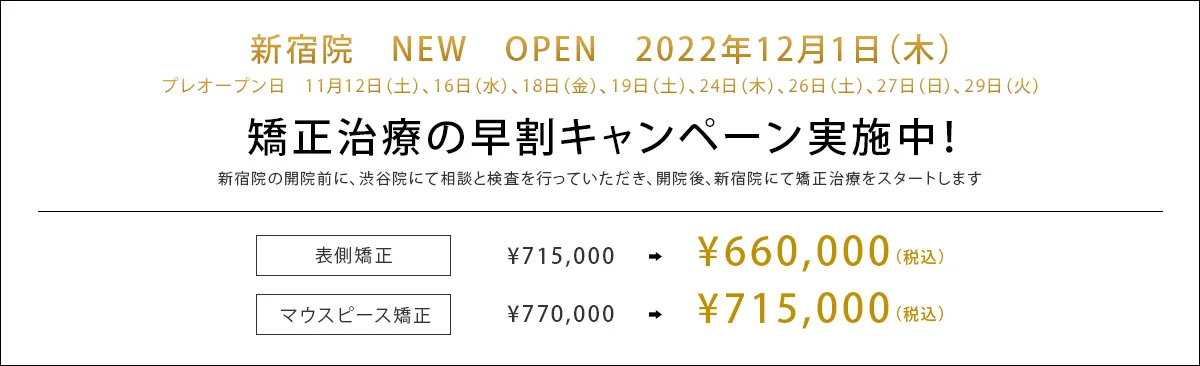 新宿院　NEW　OPEN　2022年12月1日（木）
プレオープン日　11月12日（土）、16日（水）、18日（金）、19日（土）、24日（木）、26日（土）、27日（日）、29日（火）
矯正治療の早割キャンペーン実施中！
新宿院の開院前に、渋谷院にて相談と検査を行っていただき、開院後、新宿院にて矯正治療をスタートします
表側矯正　¥715,000 ➡ ¥660,000（税込）
マウスピース矯正　¥770,000 ➡ ¥715,000（税込）